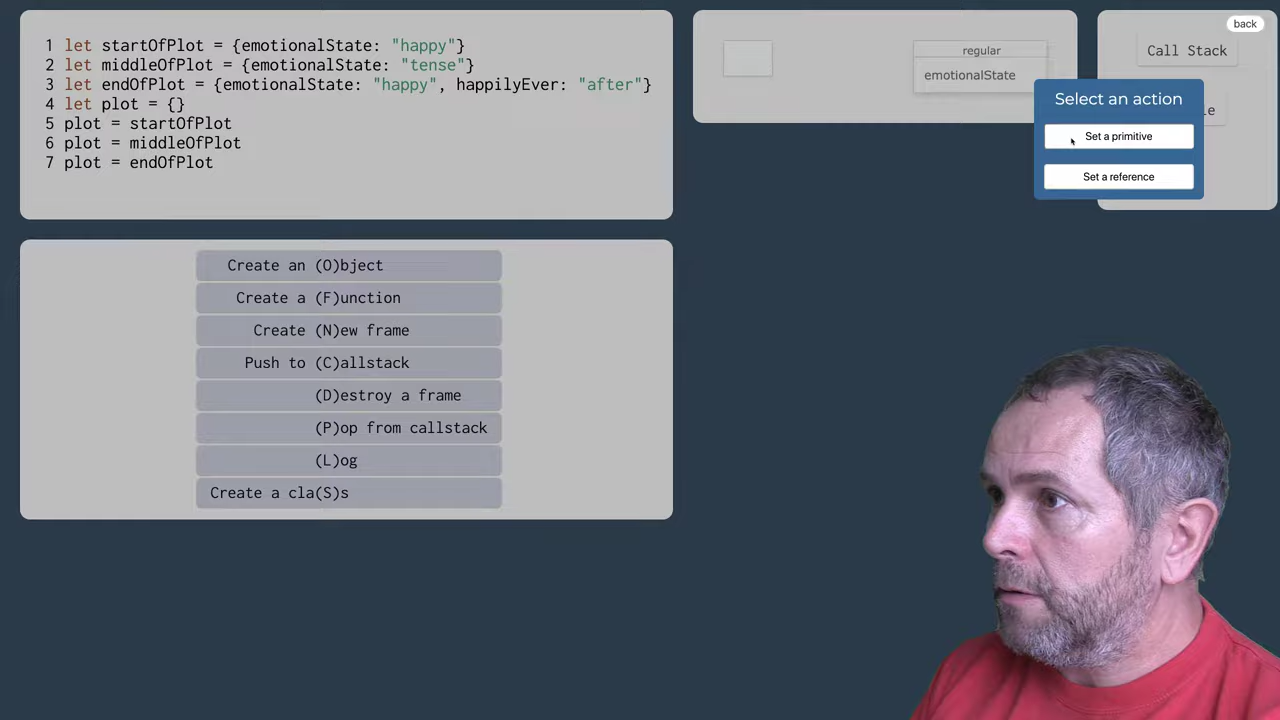 1 let startOfPlot = {emotionalState: "happy"}
2 let middleOfPlot = {emotionalState: "tense"}
3 let endOfPlot = {emotionalState: "happy", happilyEver: "after"}
4 let plot = {}
5 plot = startOfPlot
6 plot = middleOfPlot
7 plot = endOfPlot
Create an (O)bject
Create a (F)unction
Create (N)ew frame
Push to (C)allstack
(D)estroy a frame
(P)op from callstack
(L)og
Create a cla(S)s
regular
emotionalState
back
Call Stack
Select an action
Set a primitive
Set a reference